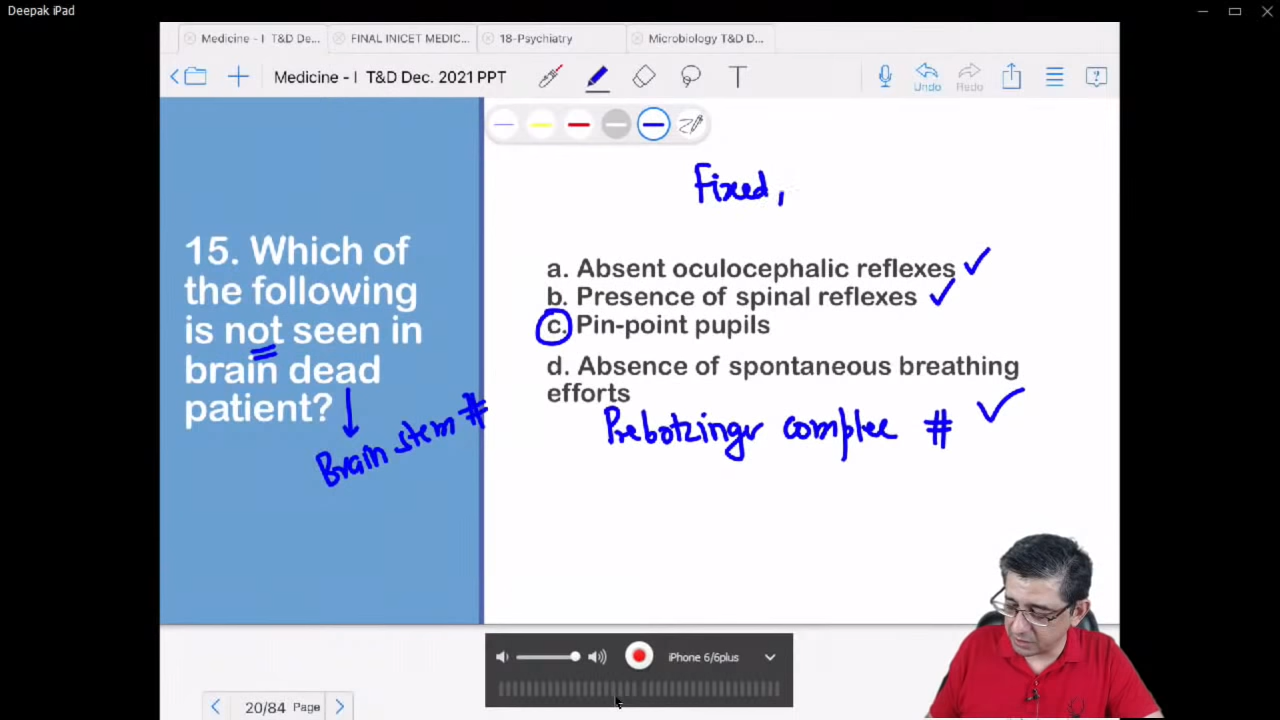 Deepak iPad
Medicine - I T&D De...
FINAL INICET MEDIC...
18-Psychiatry
Microbiology T&D D...
Medicine - I T&D Dec. 2021 PPT
T
Undo
Redo
Fixed,
15. Which of
the following
is not seen in
brain dead
patient?
Brain stem #
a. Absent oculocephalic reflexes
b. Presence of spinal reflexes
c. Pin-point pupils
d. Absence of spontaneous breathing
efforts
Prebotzinger complee #
iPhone 6/6plus
20/84 Page